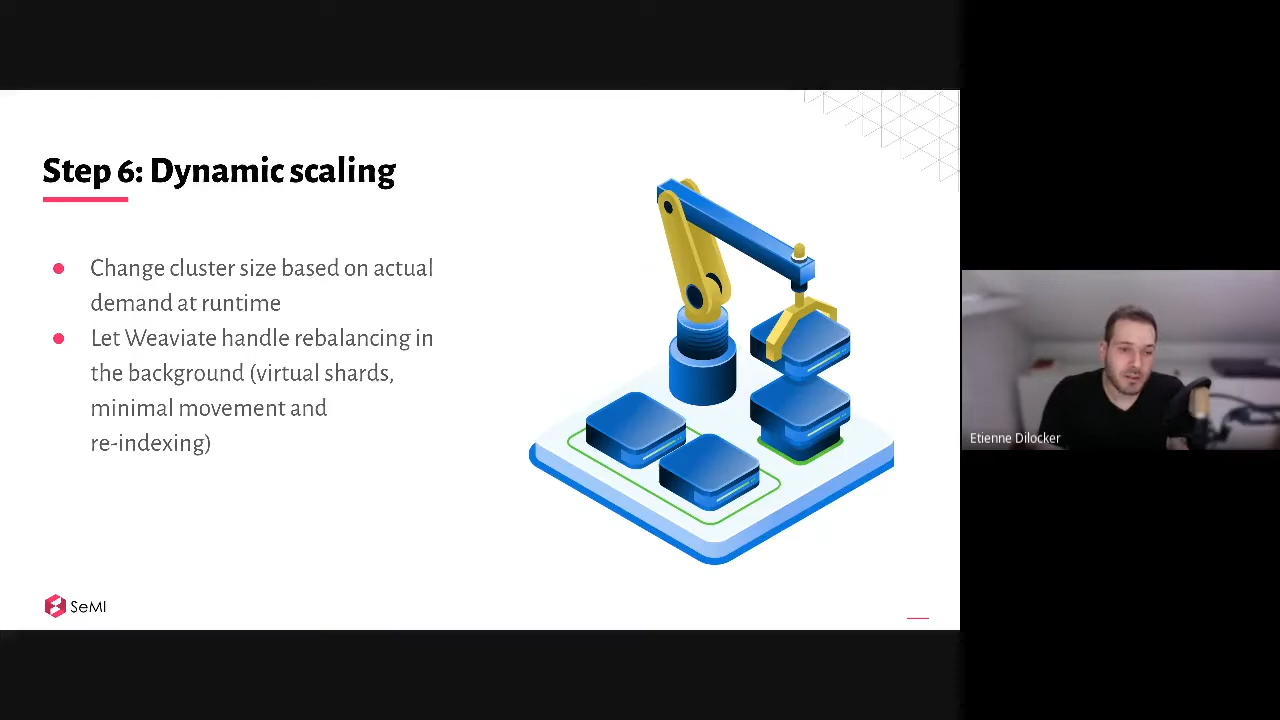 Step 6: Dynamic scaling
Change cluster size based on actual
demand at runtime
Let Weaviate handle rebalancing in
the background (virtual shards,
minimal movement and
re-indexing)
SeMI
Etienne Dilocker